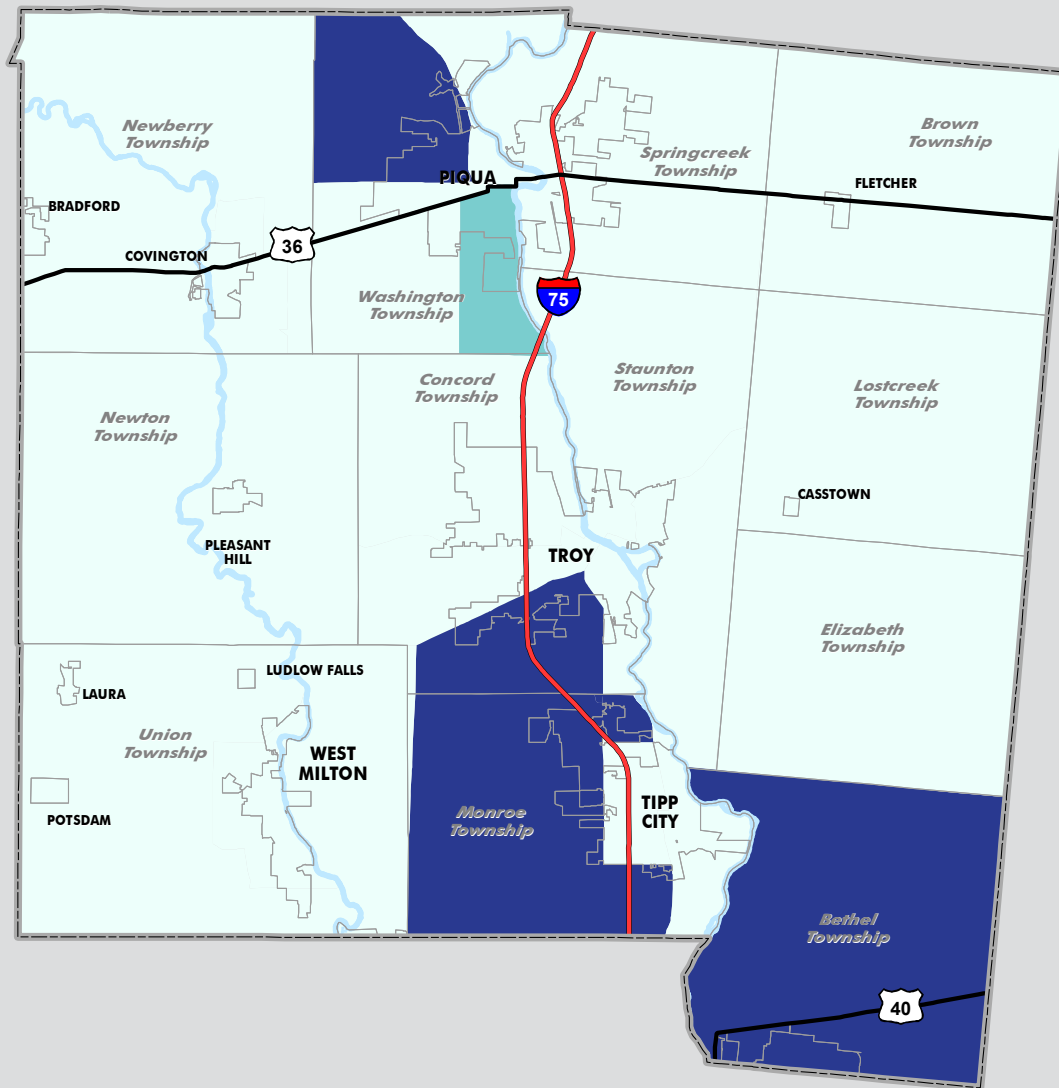 Newberry
Township
Brown
Township
Springcreek
Township
PIQUA
FLETCHER
BRADFORD
36
COVINGTON
75
Washington
Township
Concord
Township
Staunton
Township
Lostcreek
Township
Newton
Township
CASSTOWN
PLEASANT
HILL
TROY
Elizabeth
Township
LUDLOW FALLS
LAURA
Union
Township
WEST
MILTON
TIPP
CITY
Monroe
Township
POTSDAM
Bethel
Township
40